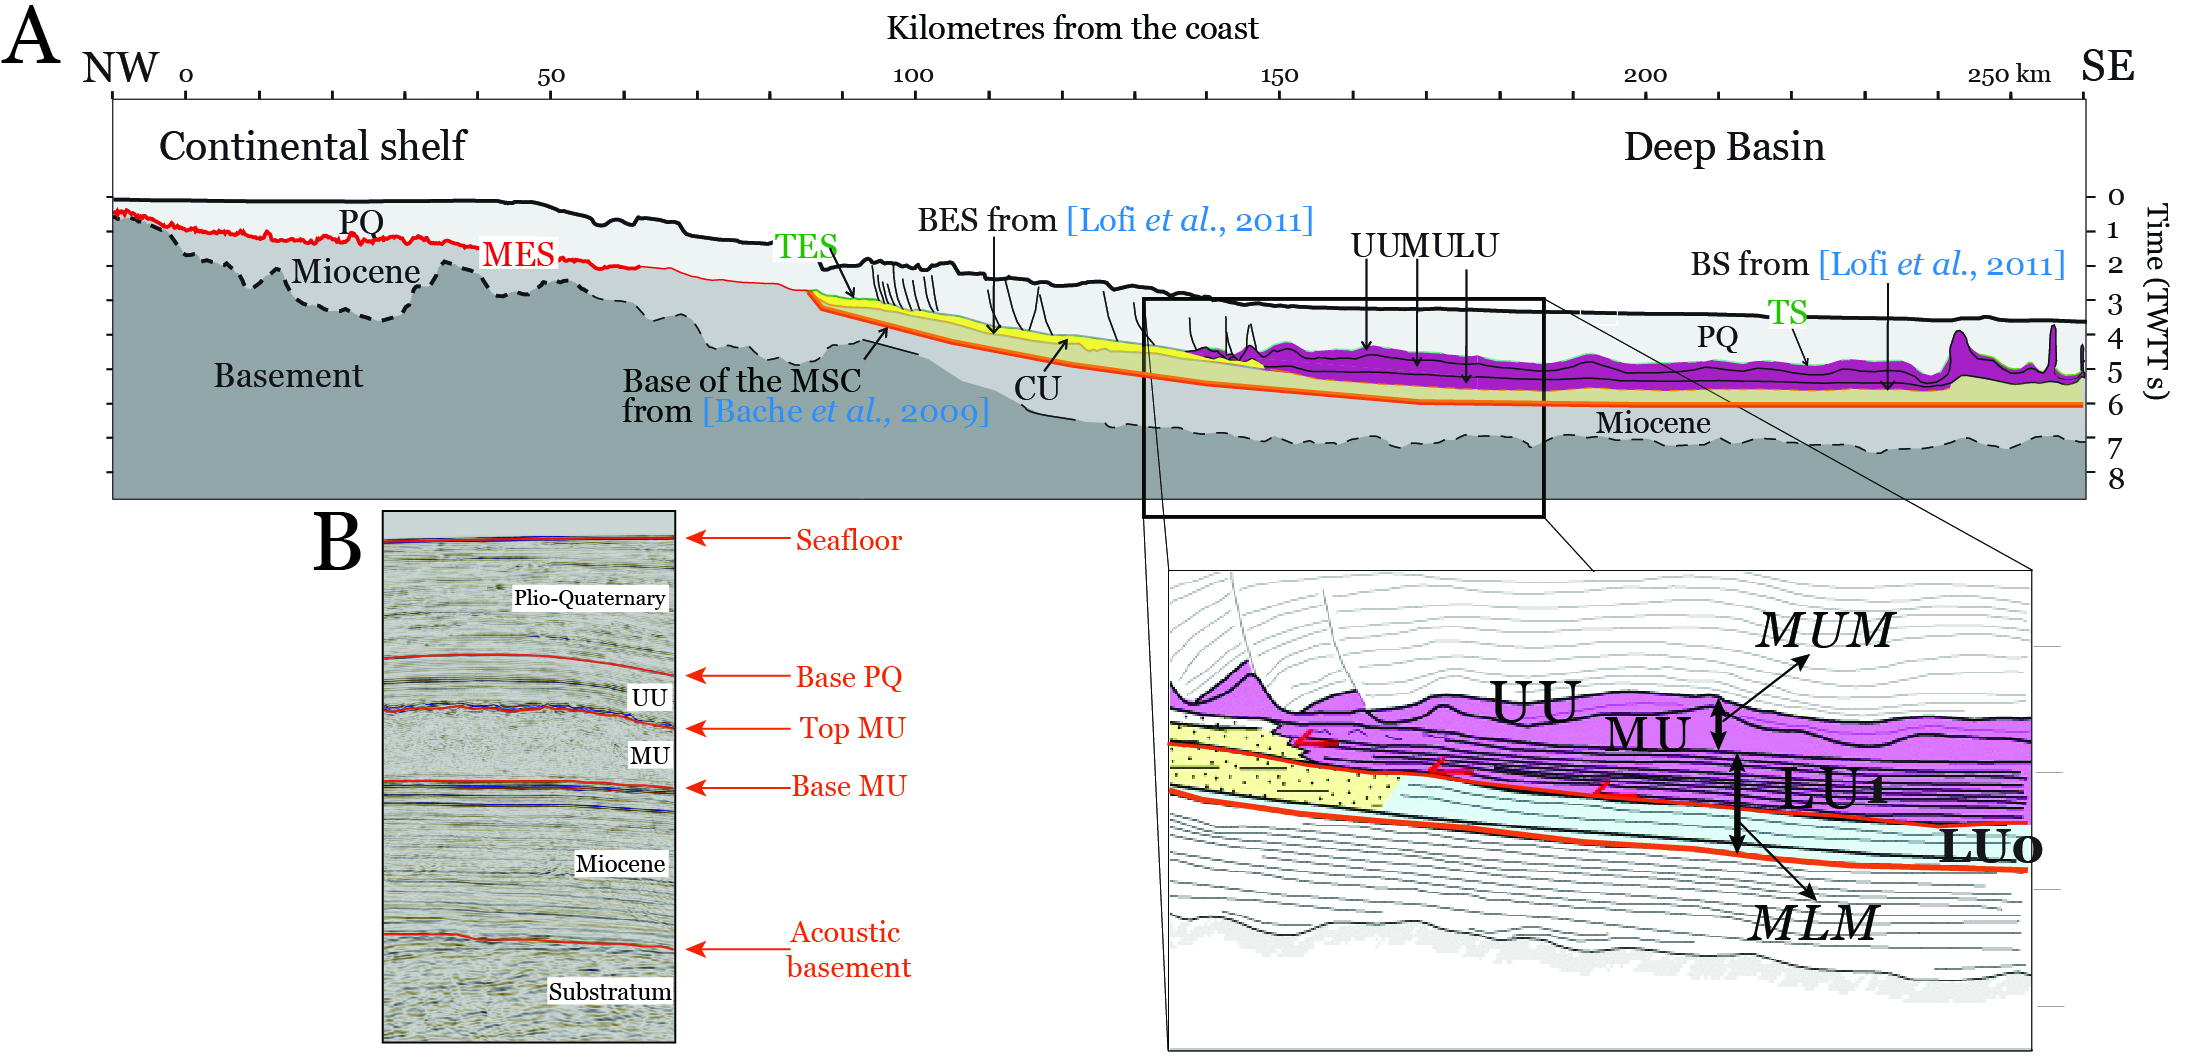 A
Kilometres from the coast
NW 0 50 100 150 200 250 km SE
Continental shelf
Deep Basin
0
1
2
3
4
5
6
7
8
Time (TWTT s)
PQ
MES
Miocene
Basement
TES
BES from [Lofi et al., 2011]
UU MU LU
BS from [Lofi et al., 2011]
TS
PQ
Base of the MSC
from [Bache et al., 2009]
CU
Miocene
B
Seafloor
Plio-Quaternary
Base PQ
UU
Top MU
MU
Base MU
Miocene
Acoustic
basement
Substratum
MUM
UU
MU
LU1
LU0
MLM